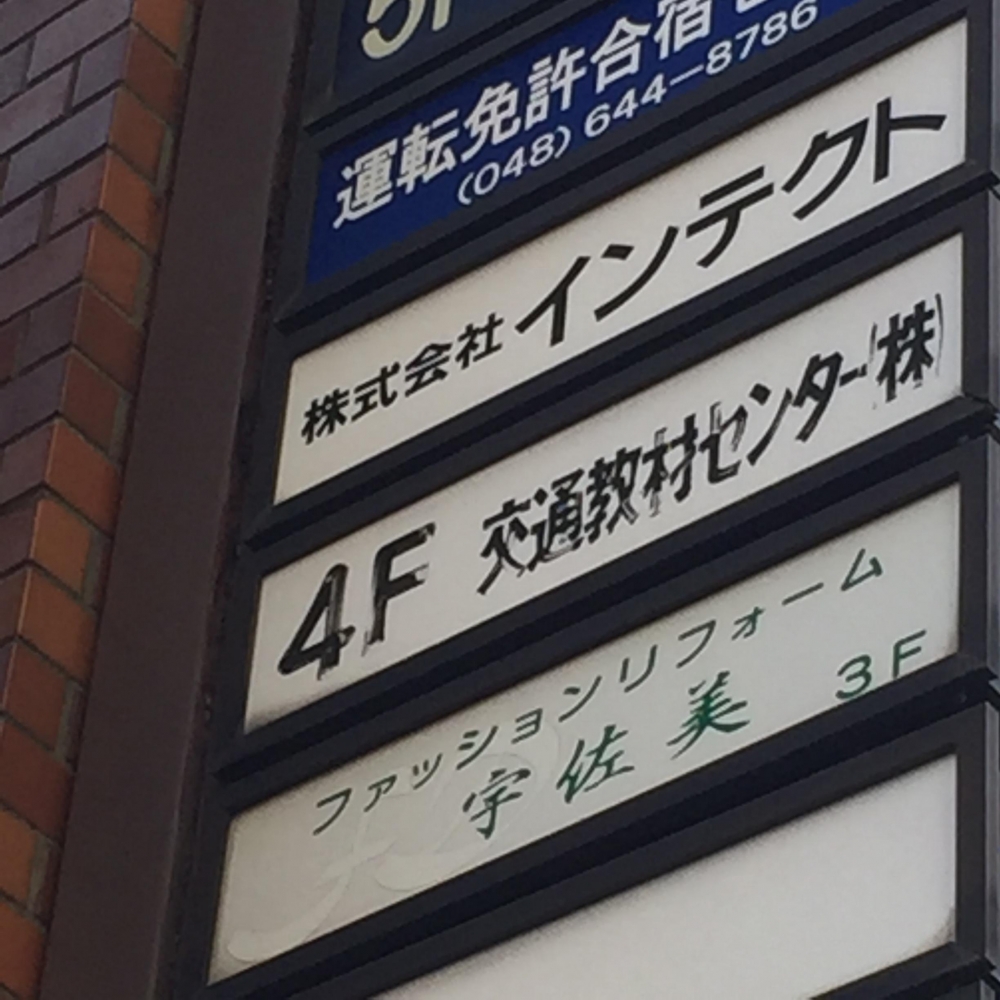 5F
運転免許合宿
(048) 644-8786
株式会社 インテクト
4F 交通教材センター(株)
ファッションリフォーム
宇佐美 3F